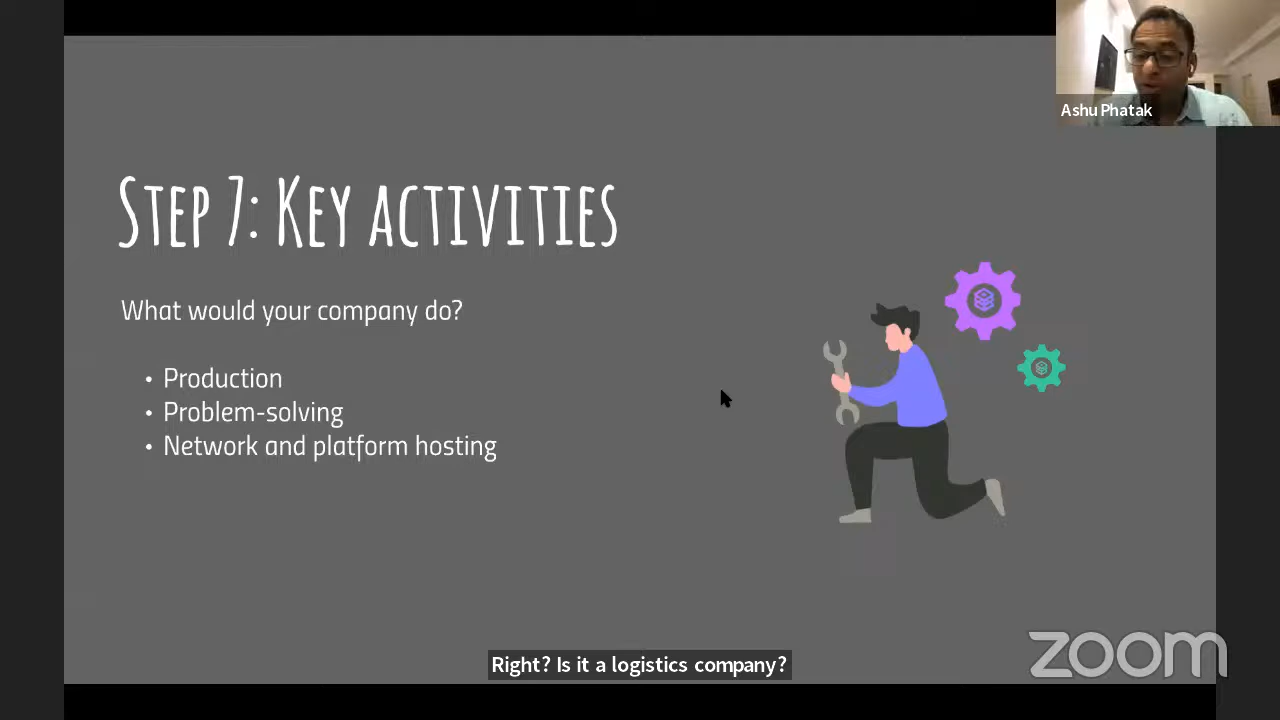 Ashu Phatak
Step 7: Key activities
What would your company do?
• Production
• Problem-solving
• Network and platform hosting
Right? Is it a logistics company?
zoom